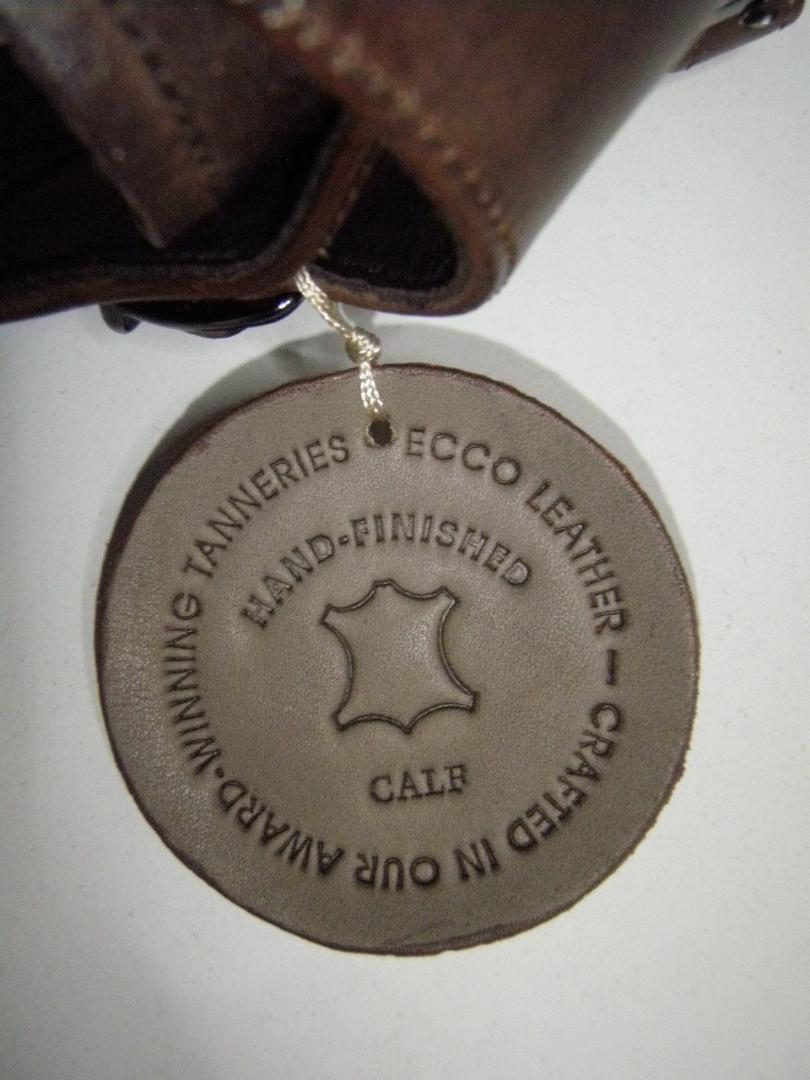 ECCO LEATHER — CRAFTED IN OUR AWARD-WINNING TANNERIES
HAND-FINISHED
CALF